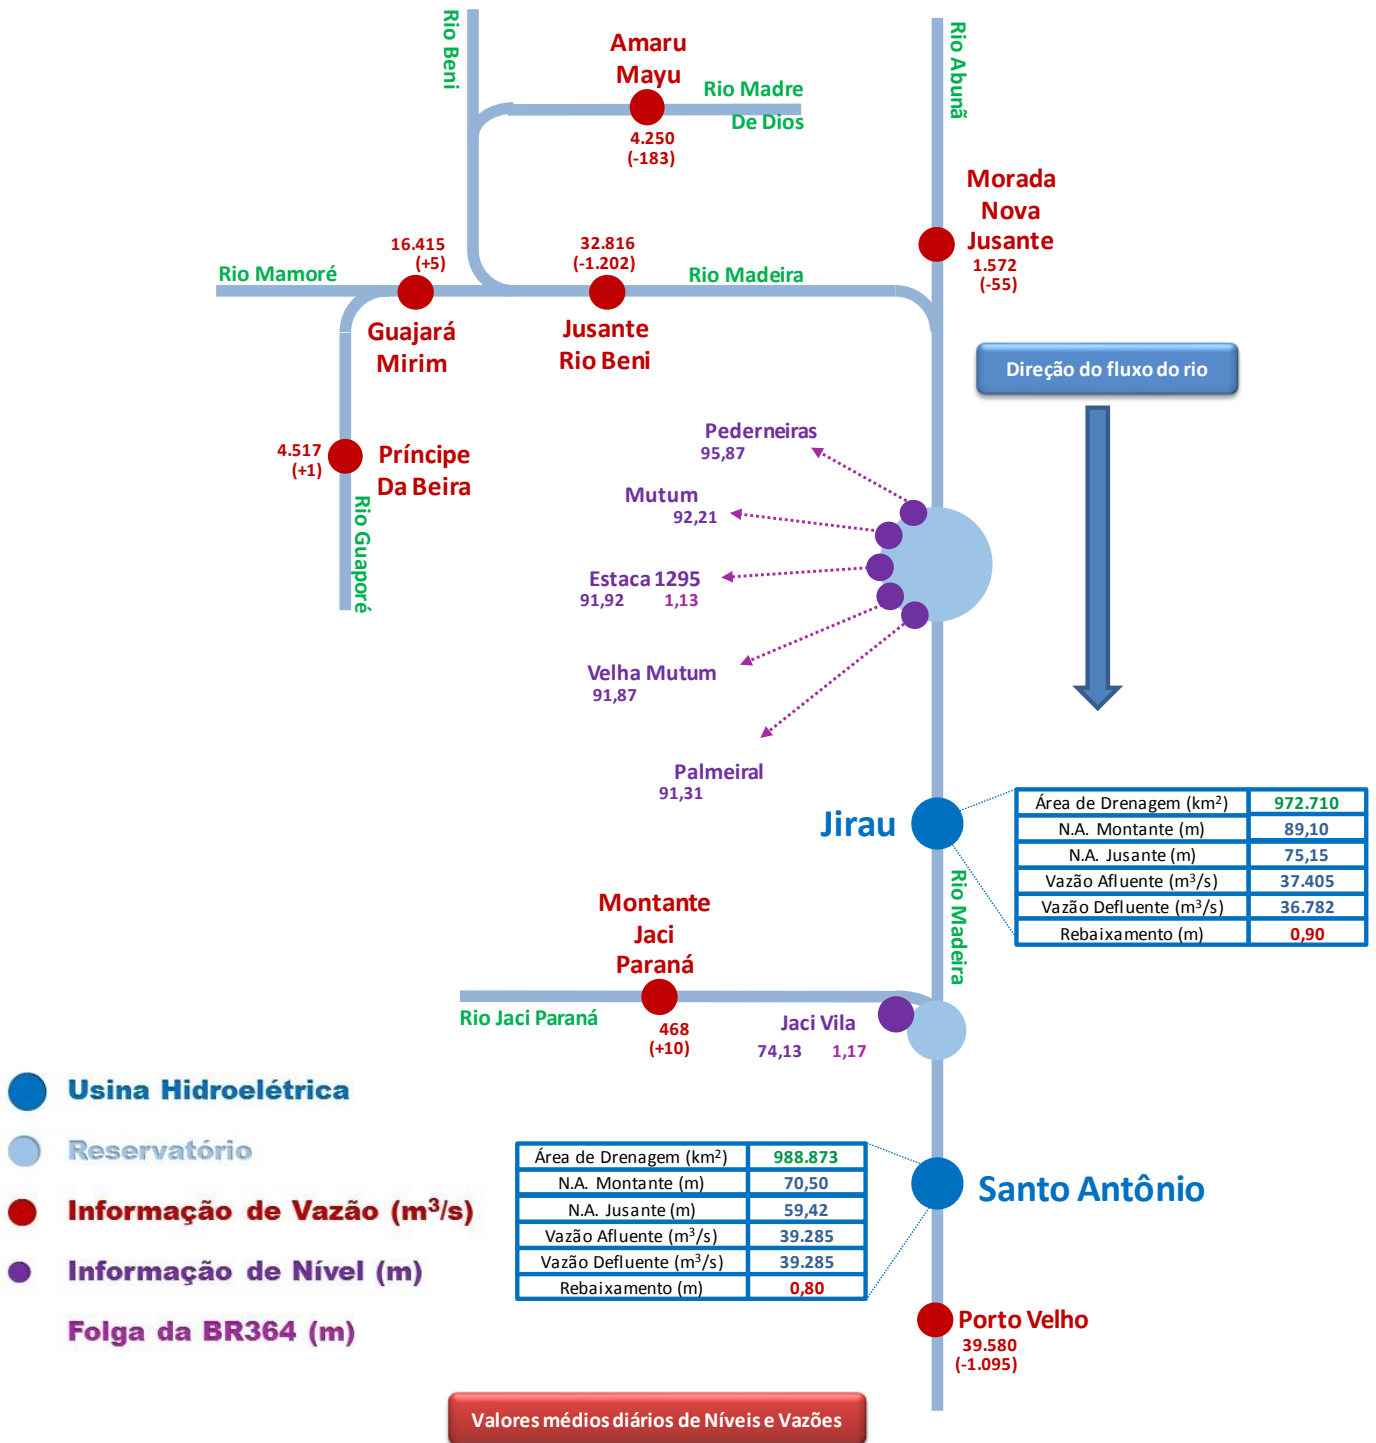 Rio Beni
Amaru
Mayu
Rio Madre
De Dios
4.250
(-183)
Rio Abunã
Morada
Nova
Jusante
1.572
(-55)
16.415
(+5)
32.816
(-1.202)
Rio Mamoré
Rio Madeira
Guajará
Mirim
Jusante
Rio Beni
Direção do fluxo do rio
4.517
(+1)
Príncipe
Da Beira
Rio Guaporé
Pederneiras
95,87
Mutum
92,21
Estaca 1295
91,92 1,13
Velha Mutum
91,87
Palmeiral
91,31
Jirau
Área de Drenagem (km²) 972.710
N.A. Montante (m) 89,10
N.A. Jusante (m) 75,15
Vazão Afluente (m³/s) 37.405
Vazão Defluente (m³/s) 36.782
Rebaixamento (m) 0,90
Rio Madeira
Montante
Jaci
Paraná
Rio Jaci Paraná
468
(+10)
Jaci Vila
74,13 1,17
Usina Hidroelétrica
Reservatório
Informação de Vazão (m³/s)
Informação de Nível (m)
Folga da BR364 (m)
Área de Drenagem (km²) 988.873
N.A. Montante (m) 70,50
N.A. Jusante (m) 59,42
Vazão Afluente (m³/s) 39.285
Vazão Defluente (m³/s) 39.285
Rebaixamento (m) 0,80
Santo Antônio
Porto Velho
39.580
(-1.095)
Valores médios diários de Níveis e Vazões